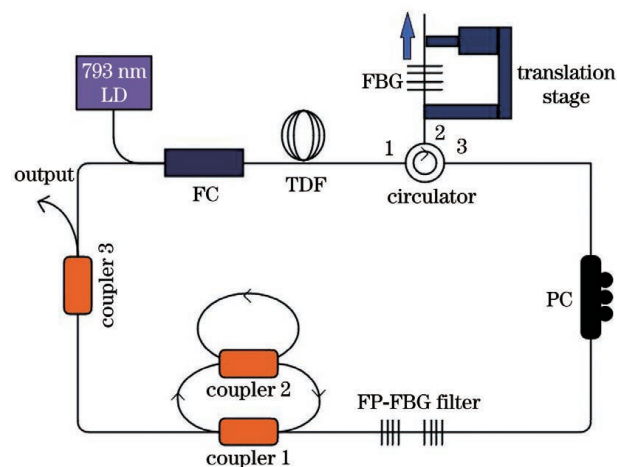 793 nm
LD
FBG
translation
stage
1
2
3
output
FC
TDF
circulator
coupler 3
PC
coupler 2
FP-FBG filter
coupler 1